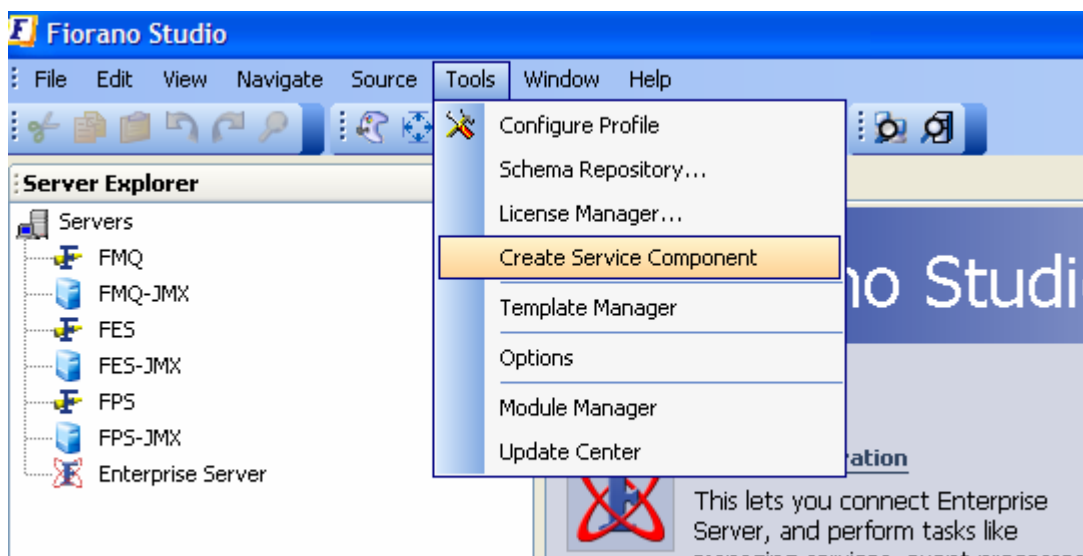 Fiorano Studio
File Edit View Navigate Source Tools Window Help
Configure Profile
Schema Repository...
License Manager...
Create Service Component
Template Manager
Options
Module Manager
Update Center
Server Explorer
Servers
FMQ
FMQ-JMX
FES
FES-JMX
FPS
FPS-JMX
Enterprise Server
no Studi
ration
This lets you connect Enterprise
Server, and perform tasks like